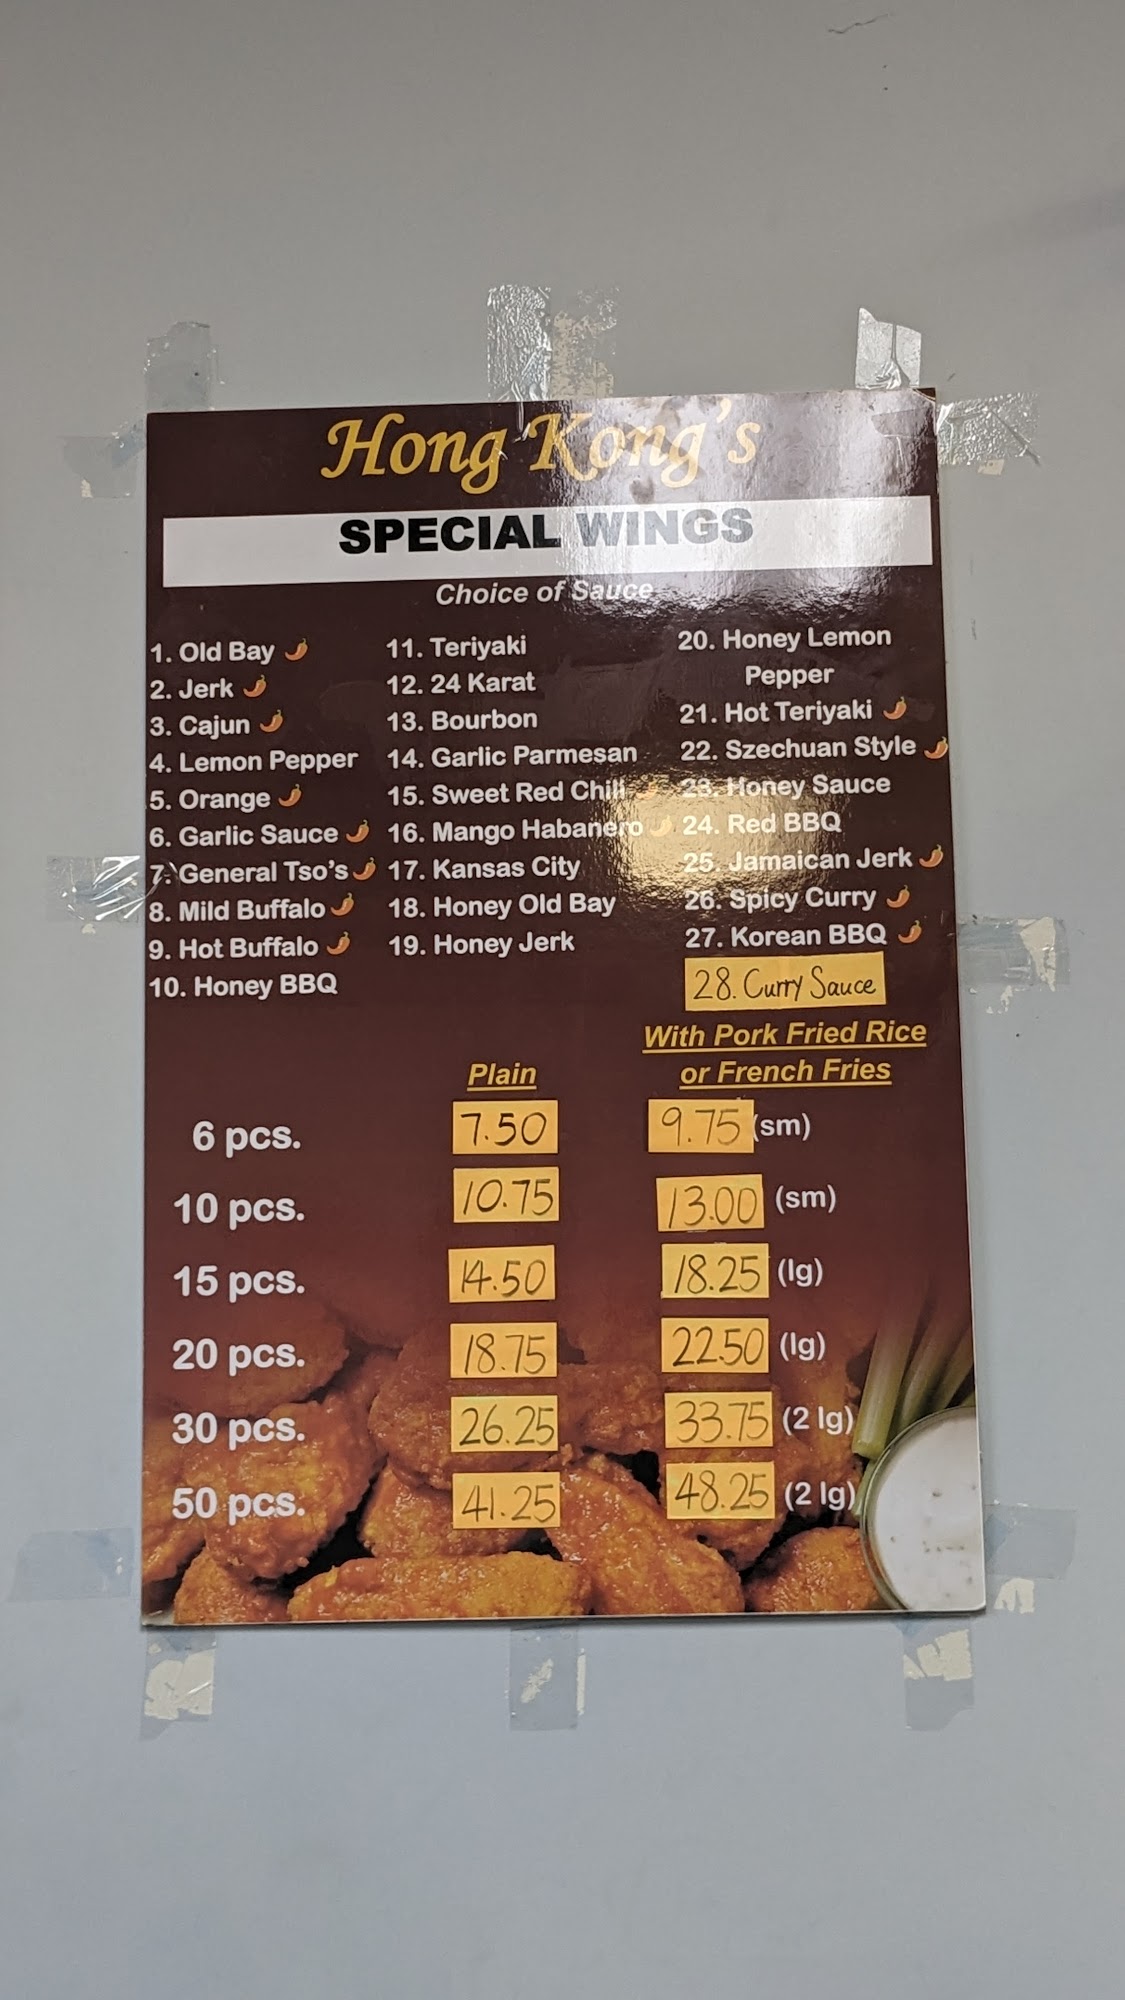 Hong Kong's
SPECIAL WINGS
Choice of Sauce
1. Old Bay
2. Jerk
3. Cajun
4. Lemon Pepper
5. Orange
6. Garlic Sauce
7. General Tso's
8. Mild Buffalo
9. Hot Buffalo
10. Honey BBQ
11. Teriyaki
12. 24 Karat
13. Bourbon
14. Garlic Parmesan
15. Sweet Red Chili
16. Mango Habanero
17. Kansas City
18. Honey Old Bay
19. Honey Jerk
20. Honey Lemon
Pepper
21. Hot Teriyaki
22. Szechuan Style
23. Honey Sauce
24. Red BBQ
25. Jamaican Jerk
26. Spicy Curry
27. Korean BBQ
28. Curry Sauce
With Pork Fried Rice
Plain or French Fries
6 pcs. 7.50 9.75 (sm)
10 pcs. 10.75 13.00 (sm)
15 pcs. 14.50 18.25 (lg)
20 pcs. 18.75 22.50 (lg)
30 pcs. 26.25 33.75 (2 lg)
50 pcs. 41.25 48.25 (2 lg)